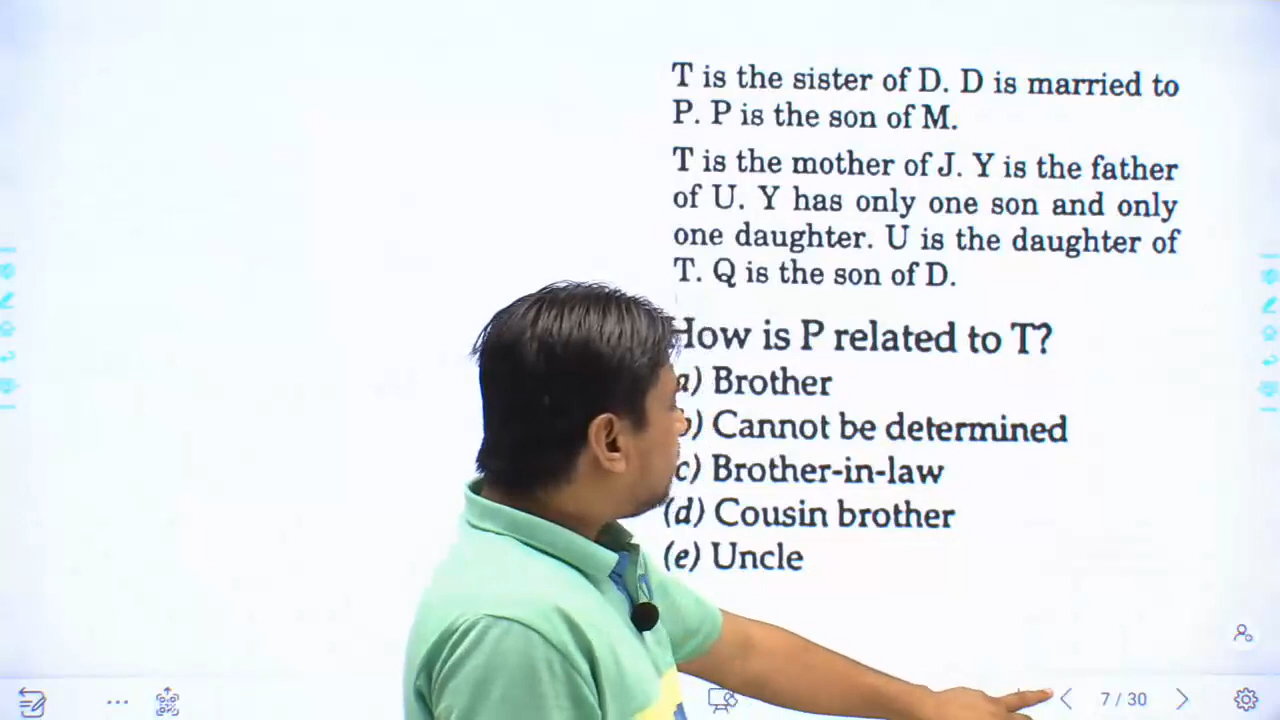 T is the sister of D. D is married to
P. P is the son of M.
T is the mother of J. Y is the father
of U. Y has only one son and only
one daughter. U is the daughter of
T. Q is the son of D.
How is P related to T?
a) Brother
b) Cannot be determined
c) Brother-in-law
(d) Cousin brother
(e) Uncle
7 / 30